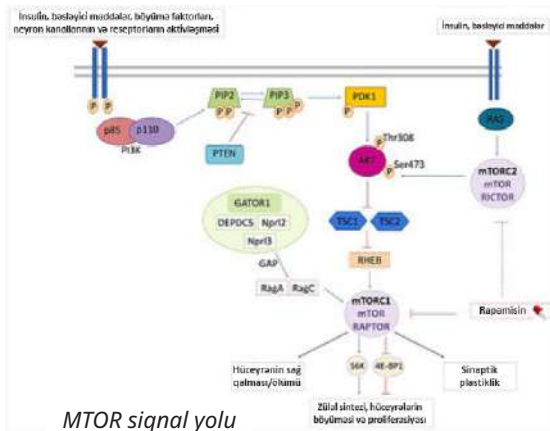 İnsulin, bəsləyici maddələr, böyümə faktorları,
neyron kanallarının və reseptorların aktivləşməsi
İnsulin, bəsləyici maddələr
P P
p85 p110
PI3K
PIP2
P P
PIP3
P P P
PTEN
PDK1
P
RAS
P Thr308
AKT
P Ser473
mTORC2
mTOR
RICTOR
TSC1 TSC2
RHEB
GATOR1
DEPDC5 Nprl2
Nprl3
GAP
RagA RagC
mTORC1
mTOR
RAPTOR
Rapamisin
Hüceyrənin sağ
qalması/ölümü
S6K
4E-BP1
Sinaptik
plastiklik
Zülal sintezi, hüceyrələrin
böyüməsi və proliferasiyası
MTOR signal yolu